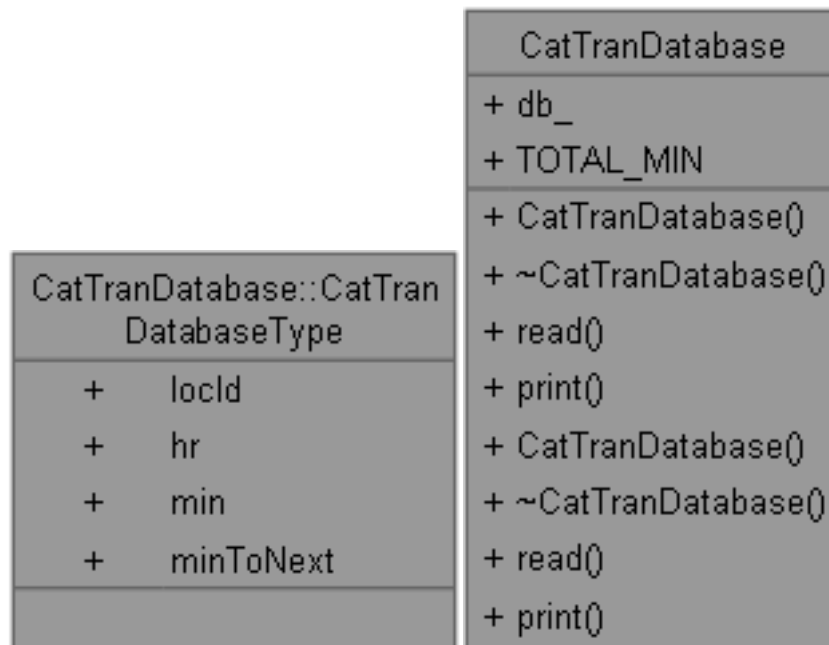 CatTranDatabase::CatTran
DatabaseType
+ locId
+ hr
+ min
+ minToNext
CatTranDatabase
+ db_
+ TOTAL_MIN
+ CatTranDatabase()
+ ~CatTranDatabase()
+ read()
+ print()
+ CatTranDatabase()
+ ~CatTranDatabase()
+ read()
+ print()